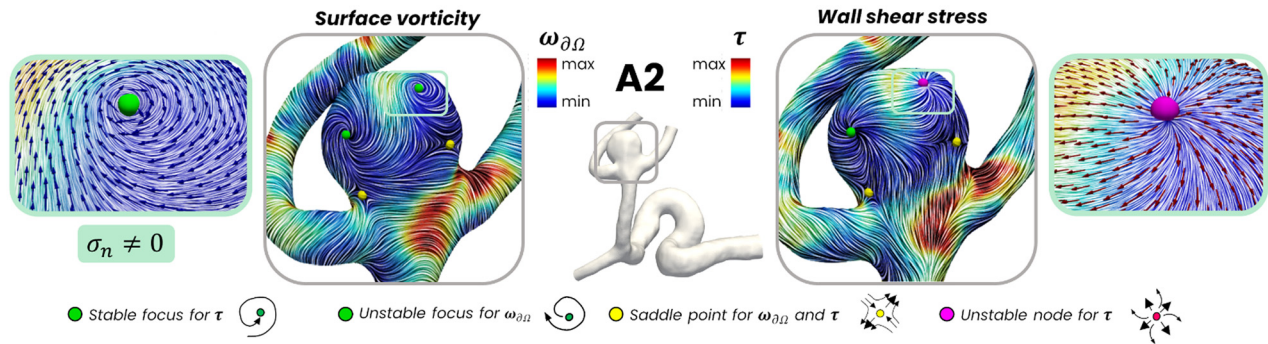 Surface vorticity
Wall shear stress
ω∂Ω
max
min
A2
τ
max
min
σn ≠ 0
Stable focus for τ
Unstable focus for ω∂Ω
Saddle point for ω∂Ω and τ
Unstable node for τ